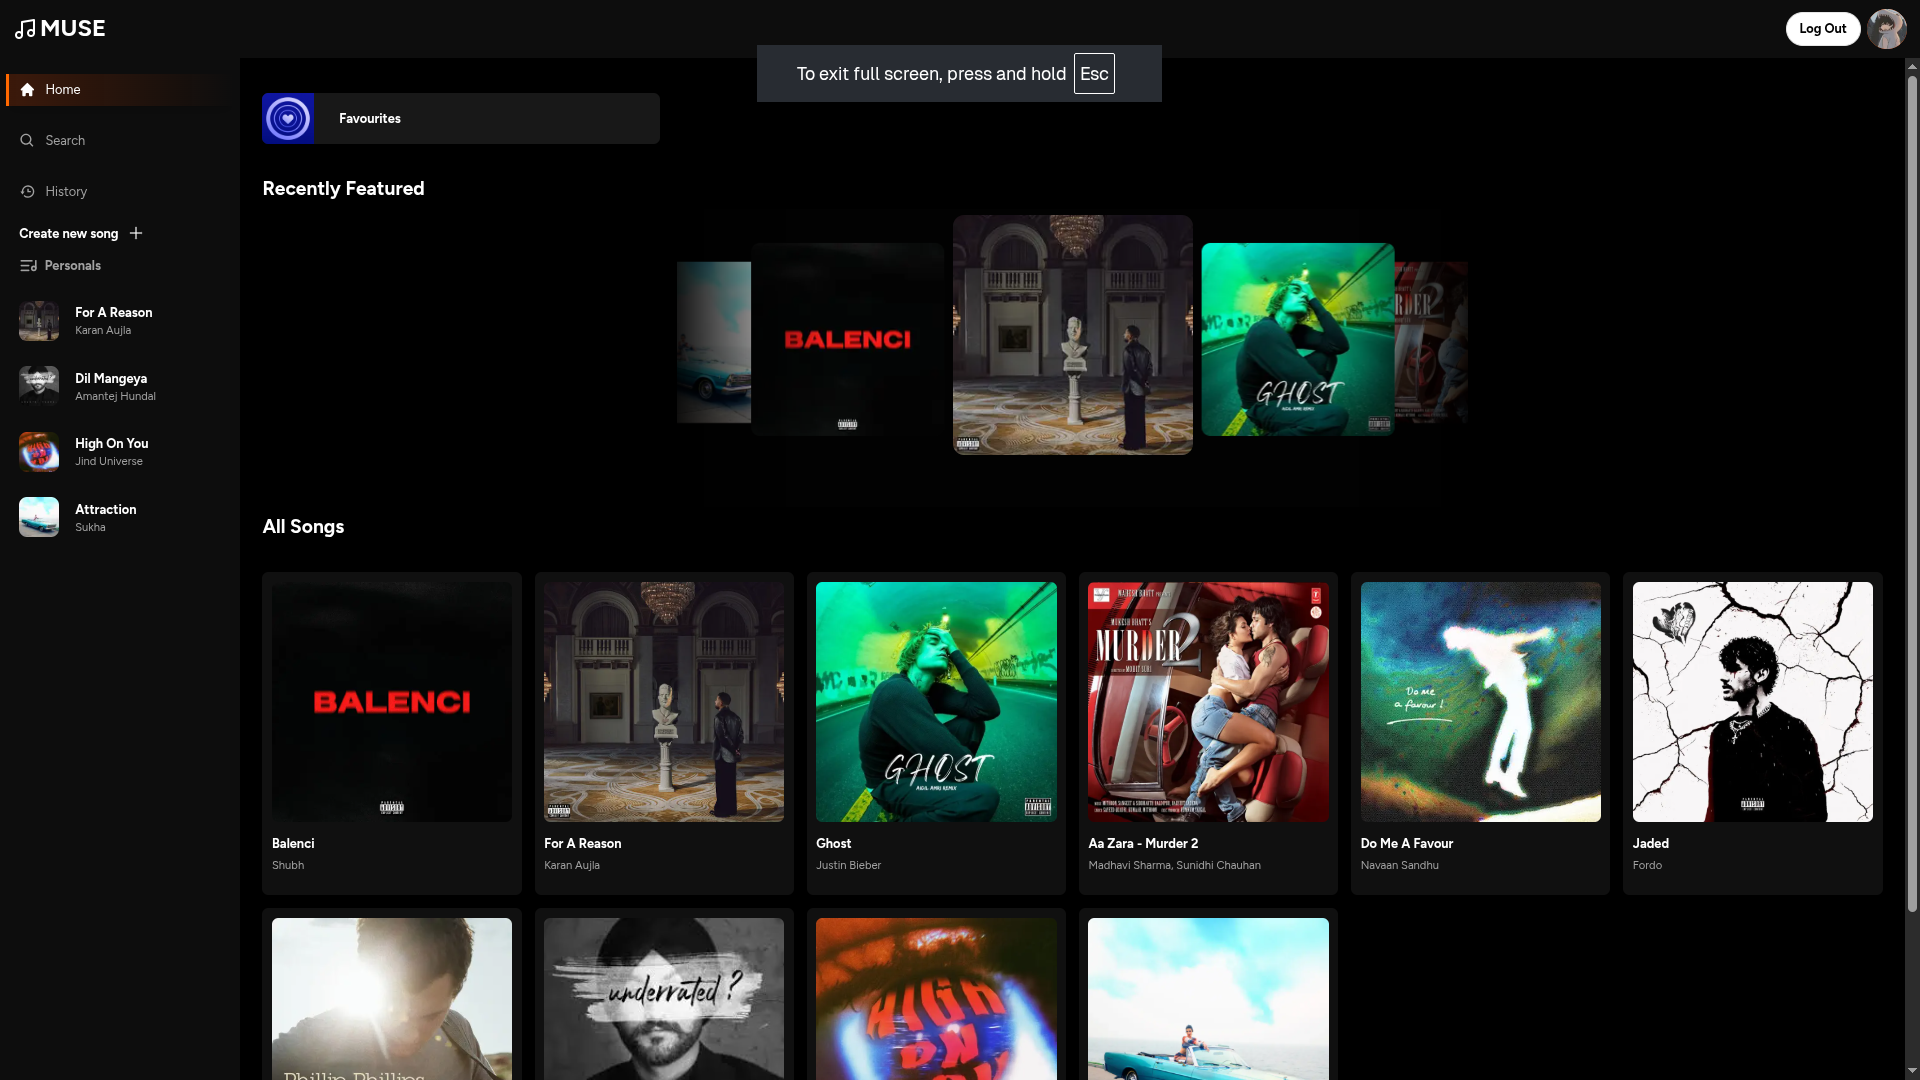 MUSE
Log Out
To exit full screen, press and hold Esc
Home
Search
History
Create new song
Personals
For A Reason
Karan Aujla
Dil Mangeya
Amantej Hundal
High On You
Jind Universe
Attraction
Sukha
Favourites
Recently Featured
BALENCI
GHOST
All Songs
BALENCI
GHOST
MAHESH BHATT
MUKESH BHATT'S
MURDER 2
Do me
a favour!
Balenci
Shubh
For A Reason
Karan Aujla
Ghost
Justin Bieber
Aa Zara - Murder 2
Madhavi Sharma, Sunidhi Chauhan
Do Me A Favour
Navaan Sandhu
Jaded
Fordo
Phillip Phillips
underrated?
HIGH
ON